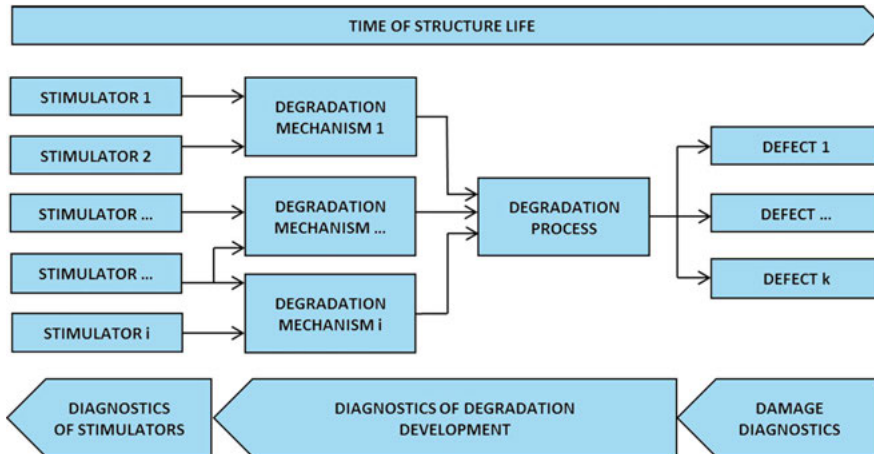 TIME OF STRUCTURE LIFE
STIMULATOR 1
STIMULATOR 2
STIMULATOR ...
STIMULATOR ...
STIMULATOR i
DEGRADATION
MECHANISM 1
DEGRADATION
MECHANISM ...
DEGRADATION
MECHANISM i
DEGRADATION
PROCESS
DEFECT 1
DEFECT ...
DEFECT k
DIAGNOSTICS
OF STIMULATORS
DIAGNOSTICS OF DEGRADATION
DEVELOPMENT
DAMAGE
DIAGNOSTICS